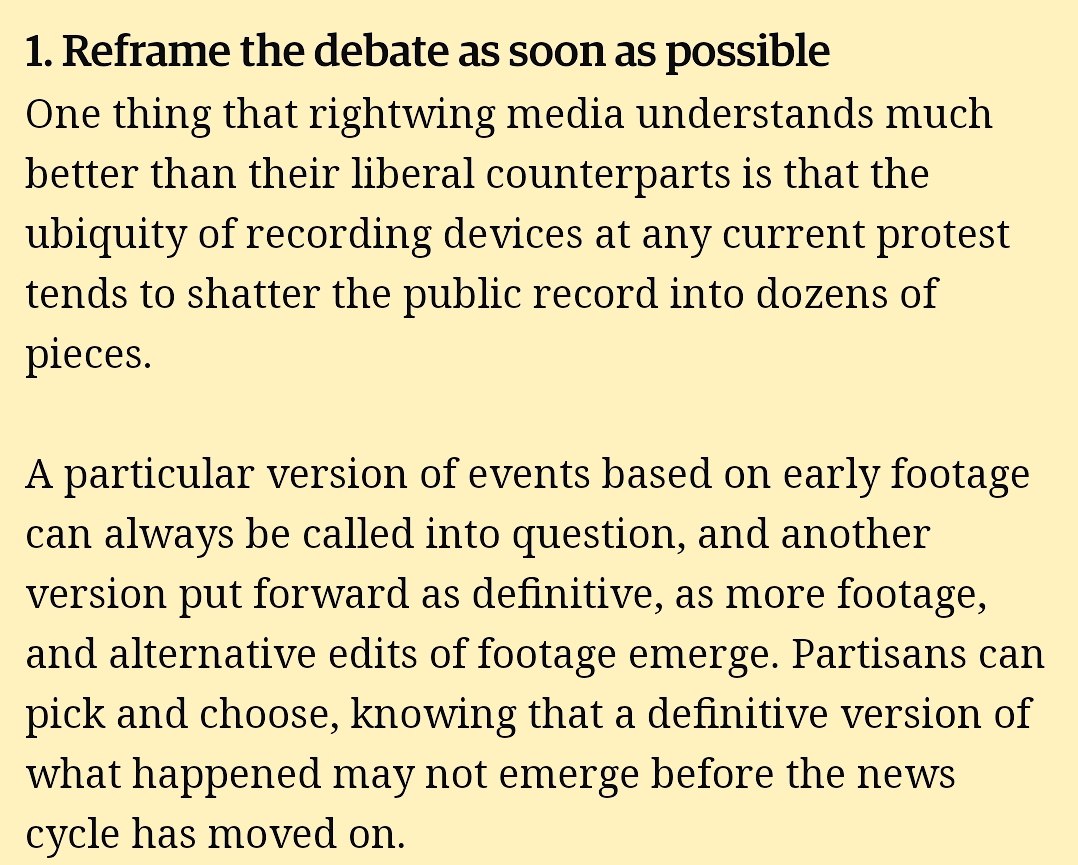 1. Reframe the debate as soon as possible
One thing that rightwing media understands much
better than their liberal counterparts is that the
ubiquity of recording devices at any current protest
tends to shatter the public record into dozens of
pieces.
A particular version of events based on early footage
can always be called into question, and another
version put forward as definitive, as more footage,
and alternative edits of footage emerge. Partisans can
pick and choose, knowing that a definitive version of
what happened may not emerge before the news
cycle has moved on.